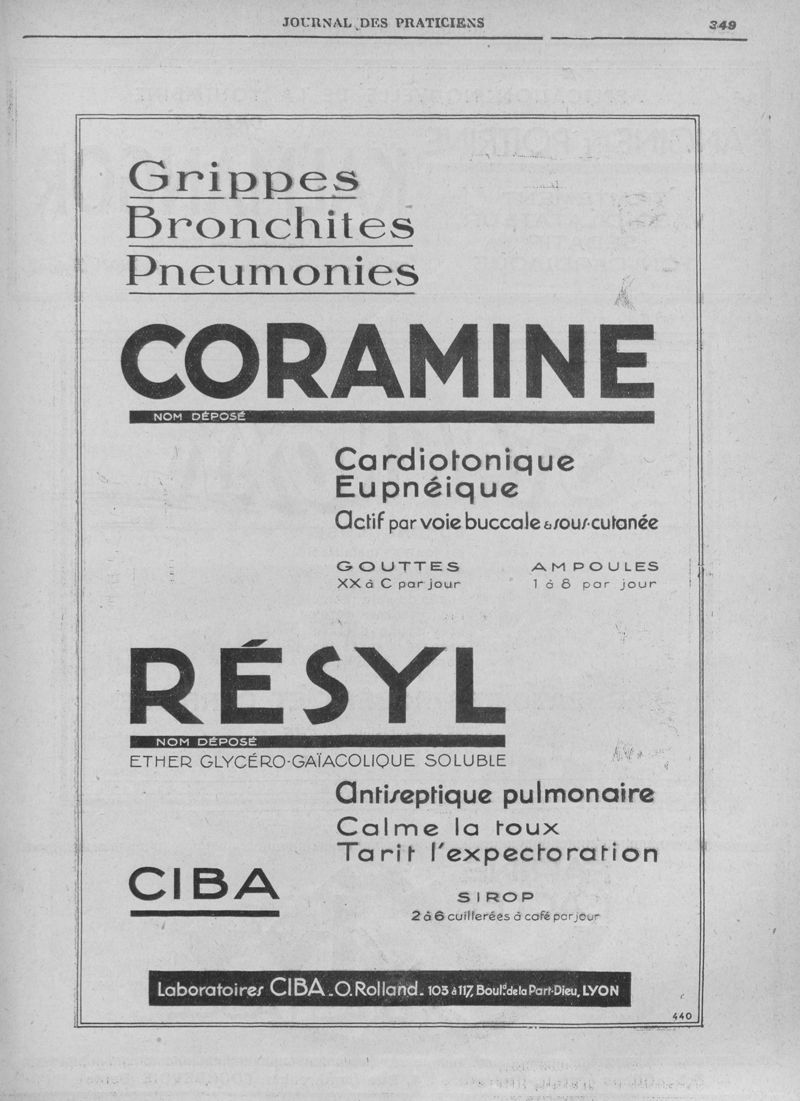 JOURNAL DES PRATICIENS
349
Grippes
Bronchites
Pneumonies
CORAMINE
NOM DÉPOSÉ
Cardiotonique
Eupnéique
Actif par voie buccale & sous-cutanée
GOUTTES
XX à C par jour
AMPOULES
1 à 8 par jour
RÉSYL
NOM DÉPOSÉ
ETHER GLYCÉRO-GAÏACOLIQUE SOLUBLE
Antiseptique pulmonaire
Calme la toux
Tarit l'expectoration
CIBA
SIROP
2 à 6 cuillerées à café par jour
Laboratoires CIBA_O.Rolland_103 à 117, Boul.d de la Part-Dieu, LYON
440